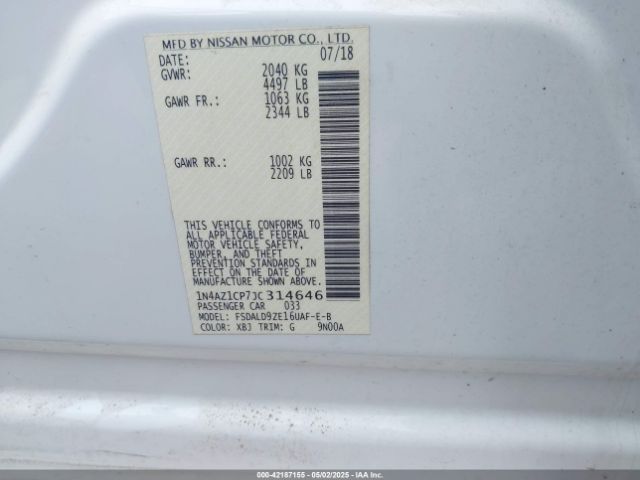 MFD BY NISSAN MOTOR CO., LTD.
DATE: 07/18
GVWR: 2040 KG
4497 LB
GAWR FR.: 1063 KG
2344 LB
GAWR RR.: 1002 KG
2209 LB
THIS VEHICLE CONFORMS TO
ALL APPLICABLE FEDERAL
MOTOR VEHICLE SAFETY,
BUMPER, AND THEFT
PREVENTION STANDARDS IN
EFFECT ON THE DATE OF
MANUFACTURE SHOWN ABOVE.
1N4AZ1CP7JC314646
PASSENGER CAR 033
MODEL: FSDALD9ZE16UAF-E-B
COLOR: XBJ TRIM: G 9N00A
000-42187155 - 05/02/2025 - IAA Inc.